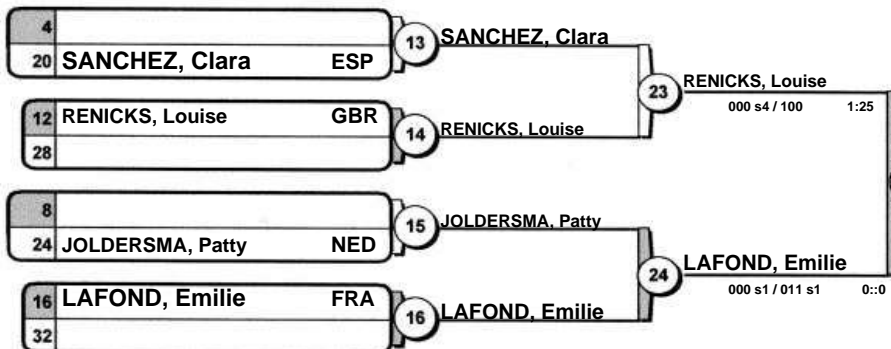 4
20 SANCHEZ, Clara ESP
13 SANCHEZ, Clara
12 RENICKS, Louise GBR
28
14 RENICKS, Louise
23 RENICKS, Louise
000 s4 / 100 1:25
8
24 JOLDERSMA, Patty NED
15 JOLDERSMA, Patty
16 LAFOND, Emilie FRA
32
16 LAFOND, Emilie
24 LAFOND, Emilie
000 s1 / 011 s1 0::0